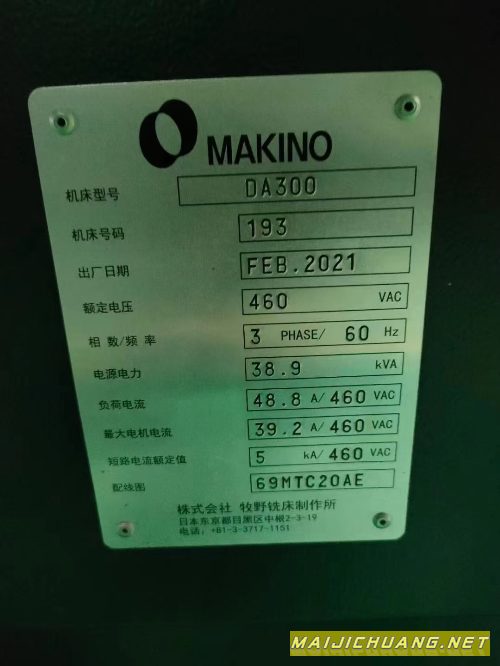 MAKINO
机床型号 DA300
机床号码 193
出厂日期 FEB.2021
额定电压 460 VAC
相数/频率 3 PHASE/ 60 Hz
电源电力 38.9 kVA
负荷电流 48.8 A/460 VAC
最大电机电流 39.2 A/460 VAC
短路电流额定值 5 kA/460 VAC
配线图 69MTC20AE
株式会社 牧野铣床制作所
日本东京都目黑区中根2-3-19
电话：+81-3-3717-1151
MAIJICHUANG.NET